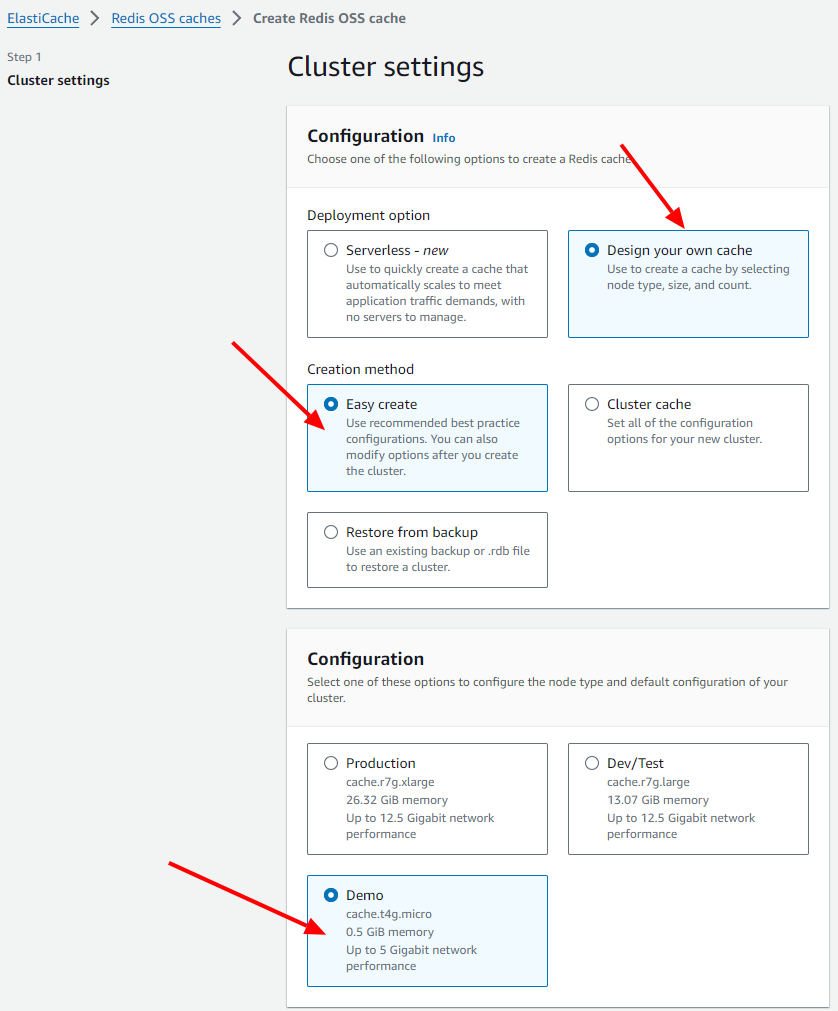 ElastiCache > Redis OSS caches > Create Redis OSS cache
Step 1
Cluster settings
Cluster settings
Configuration Info
Choose one of the following options to create a Redis cache
Deployment option
Serverless - new
Use to quickly create a cache that
automatically scales to meet
application traffic demands, with
no servers to manage.
Design your own cache
Use to create a cache by selecting
node type, size, and count.
Creation method
Easy create
Use recommended best practice
configurations. You can also
modify options after you create
the cluster.
Cluster cache
Set all of the configuration
options for your new cluster.
Restore from backup
Use an existing backup or .rdb file
to restore a cluster.
Configuration
Select one of these options to configure the node type and default configuration of your
cluster.
Production
cache.r7g.xlarge
26.32 GiB memory
Up to 12.5 Gigabit network
performance
Dev/Test
cache.r7g.large
13.07 GiB memory
Up to 12.5 Gigabit network
performance
Demo
cache.t4g.micro
0.5 GiB memory
Up to 5 Gigabit network
performance